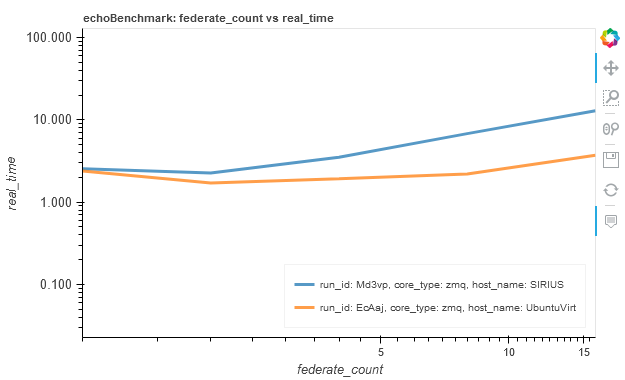 echoBenchmark: federate_count vs real_time
100.000
10.000
1.000
0.100
real_time
run_id: Md3vp, core_type: zmq, host_name: SIRIUS
run_id: EcAaj, core_type: zmq, host_name: UbuntuVirt
5
10
15
federate_count